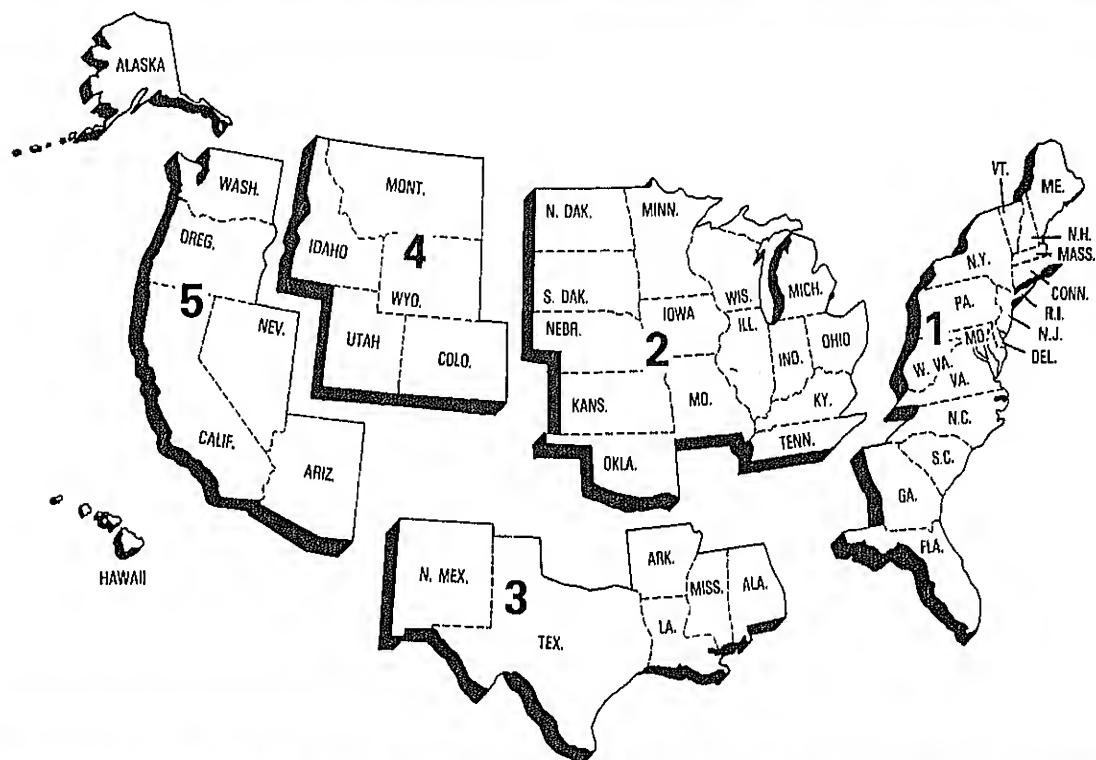 ALASKA
WASH.
OREG.
5
NEV.
CALIF.
ARIZ.
HAWAII
MONT.
IDAHO
4
WYO.
UTAH
COLO.
N. DAK.
MINN.
S. DAK.
WIS.
MICH.
NEBR.
IOWA
2
ILL.
IND.
OHIO
KANS.
MO.
KY.
OKLA.
TENN.
N. MEX.
3
TEX.
ARK.
LA.
MISS.
ALA.
VT.
ME.
N.H.
MASS.
N.Y.
CONN.
R.I.
PA.
N.J.
1
MD.
DEL.
W. VA.
VA.
N.C.
S.C.
GA.
FLA.